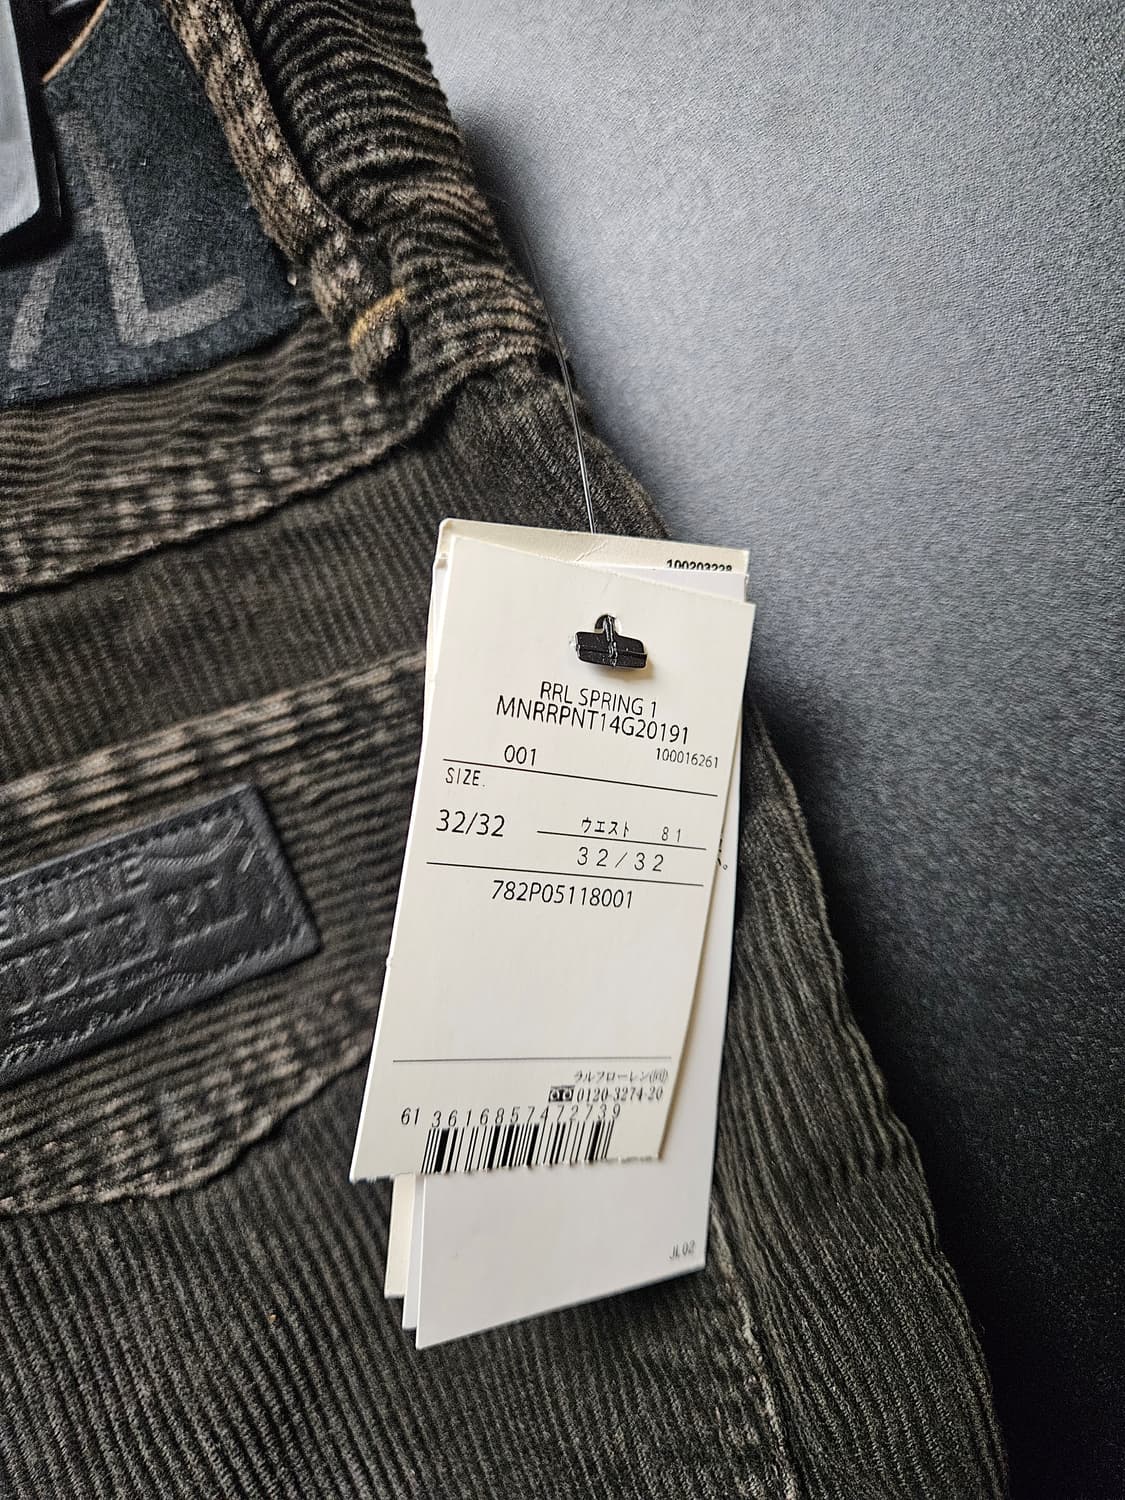 100203228
RRL SPRING 1
MNRRPNT14G20191
001 100016261
SIZE.
32/32 ウエスト 81
32/32
782P05118001
ラルフローレン(同)
0120-3274-20
61 3616857472739
JL02